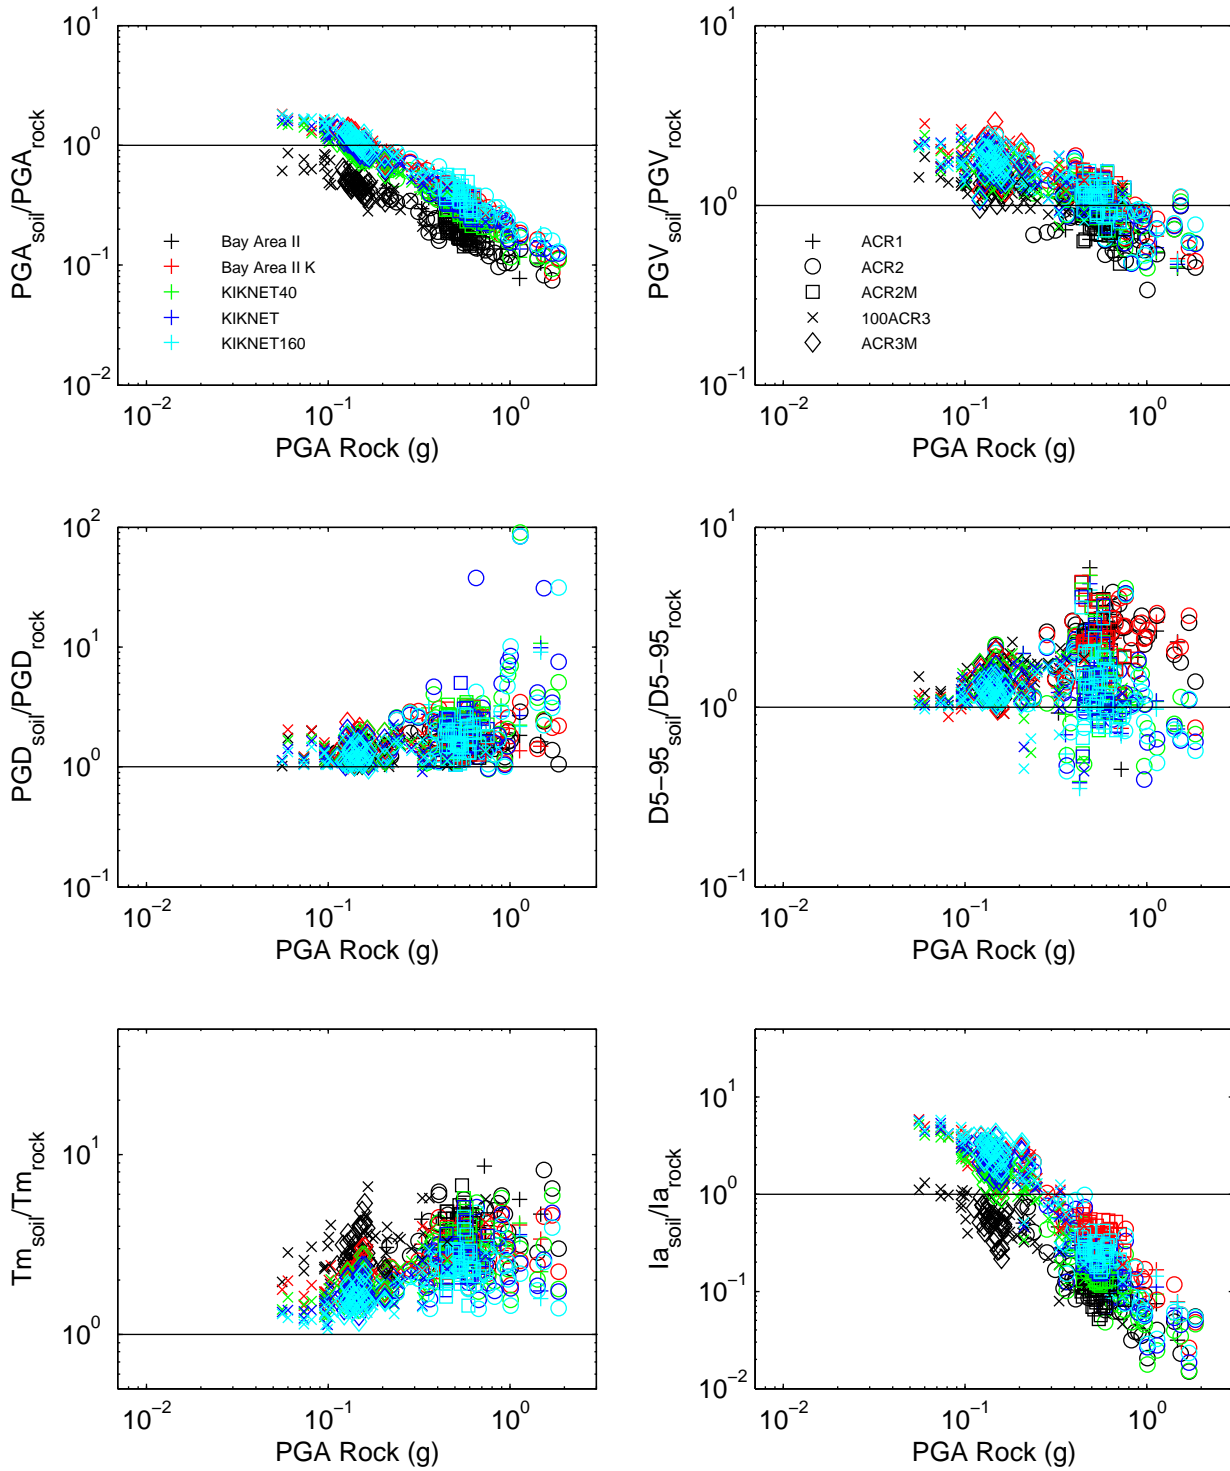 10^1
10^0
10^−1
10^−2
PGA_soil/PGA_rock
Bay Area II
Bay Area II K
KIKNET40
KIKNET
KIKNET160
10^−2 10^−1 10^0
PGA Rock (g)
10^1
10^0
10^−1
PGV_soil/PGV_rock
ACR1
ACR2
ACR2M
100ACR3
ACR3M
10^−2 10^−1 10^0
PGA Rock (g)
10^2
10^1
10^0
10^−1
PGD_soil/PGD_rock
10^−2 10^−1 10^0
PGA Rock (g)
10^1
10^0
10^−1
D5−95_soil/D5−95_rock
10^−2 10^−1 10^0
PGA Rock (g)
10^1
10^0
Tm_soil/Tm_rock
10^−2 10^−1 10^0
PGA Rock (g)
10^1
10^0
10^−1
10^−2
Ia_soil/Ia_rock
10^−2 10^−1 10^0
PGA Rock (g)